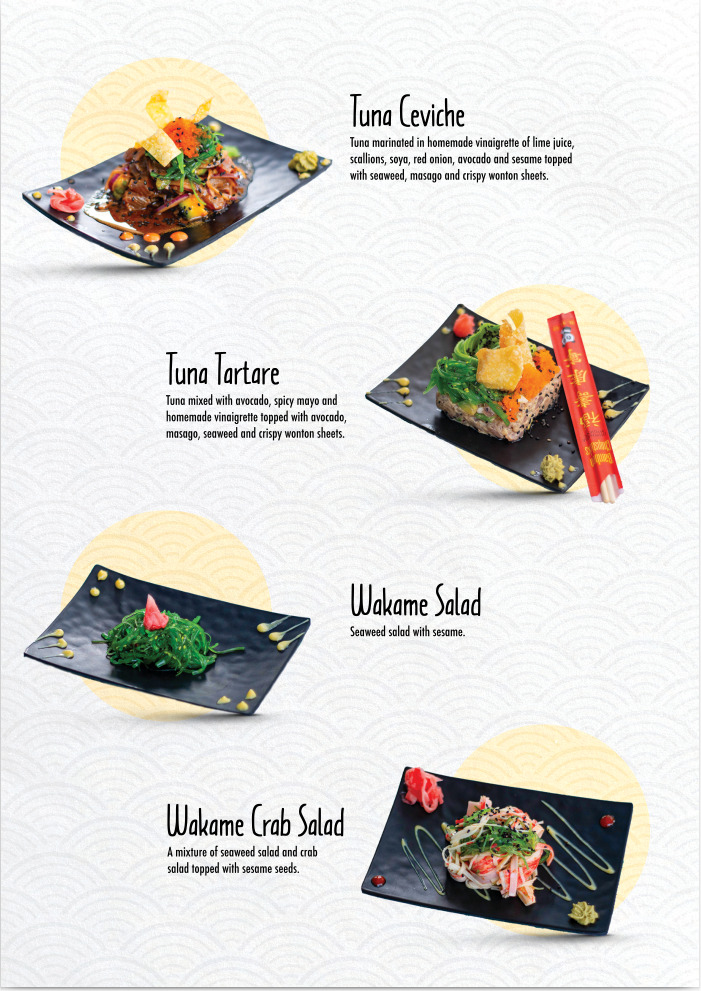 Tuna Ceviche
Tuna marinated in homemade vinaigrette of lime juice,
scallions, soya, red onion, avocado and sesame topped
with seaweed, masago and crispy wonton sheets.
Tuna Tartare
Tuna mixed with avocado, spicy mayo and
homemade vinaigrette topped with avocado,
masago, seaweed and crispy wonton sheets.
Wakame Salad
Seaweed salad with sesame.
Wakame Crab Salad
A mixture of seaweed salad and crab
salad topped with sesame seeds.